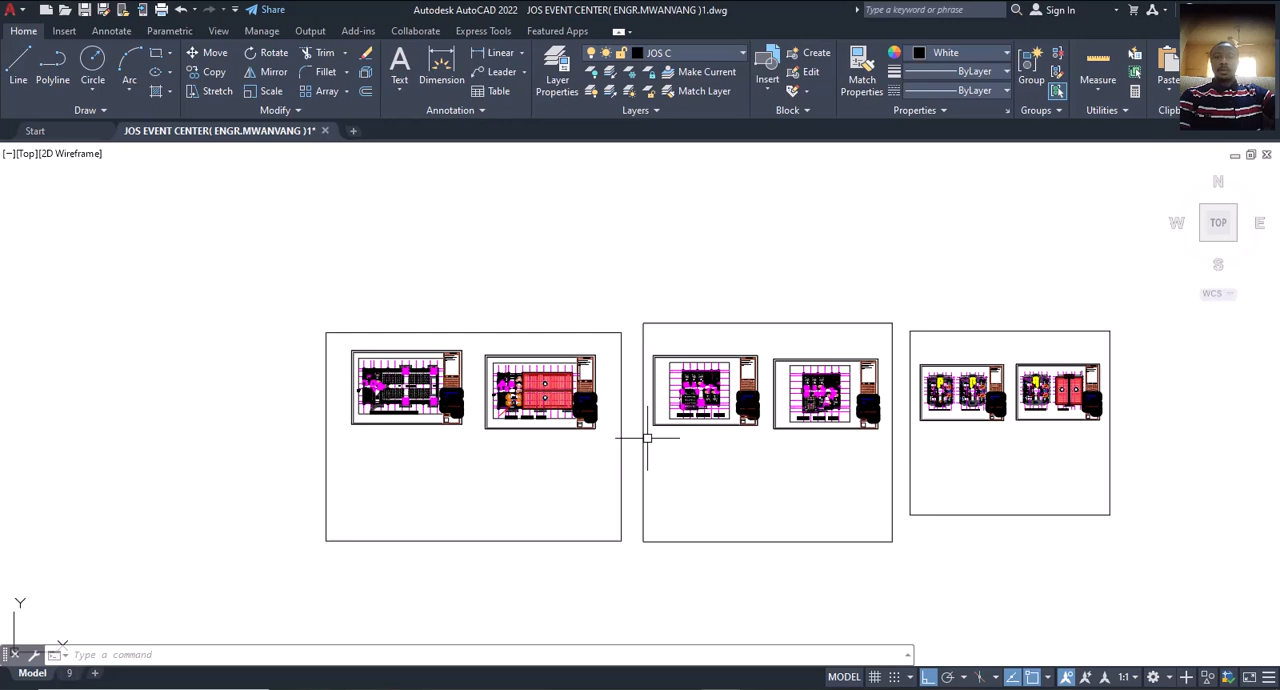 Share
Autodesk AutoCAD 2022 JOS EVENT CENTER( ENGR.MWANVANG )1.dwg
Type a keyword or phrase
Sign In
Home Insert Annotate Parametric View Manage Output Add-ins Collaborate Express Tools Featured Apps
Line Polyline Circle Arc
Move Rotate Trim
Copy Mirror Fillet
Stretch Scale Array
Text Dimension
Linear
Leader
Table
Layer Properties
JOS C
Make Current
Match Layer
Insert
Create
Edit
Match Properties
White
ByLayer
ByLayer
Group
Measure
Paste
Draw Modify Annotation Layers Block Properties Groups Utilities Clipb
Start JOS EVENT CENTER( ENGR.MWANVANG )1*
[−][Top][2D Wireframe]
N
W TOP E
S
WCS
Y
X
Type a command
Model 9
MODEL 1:1